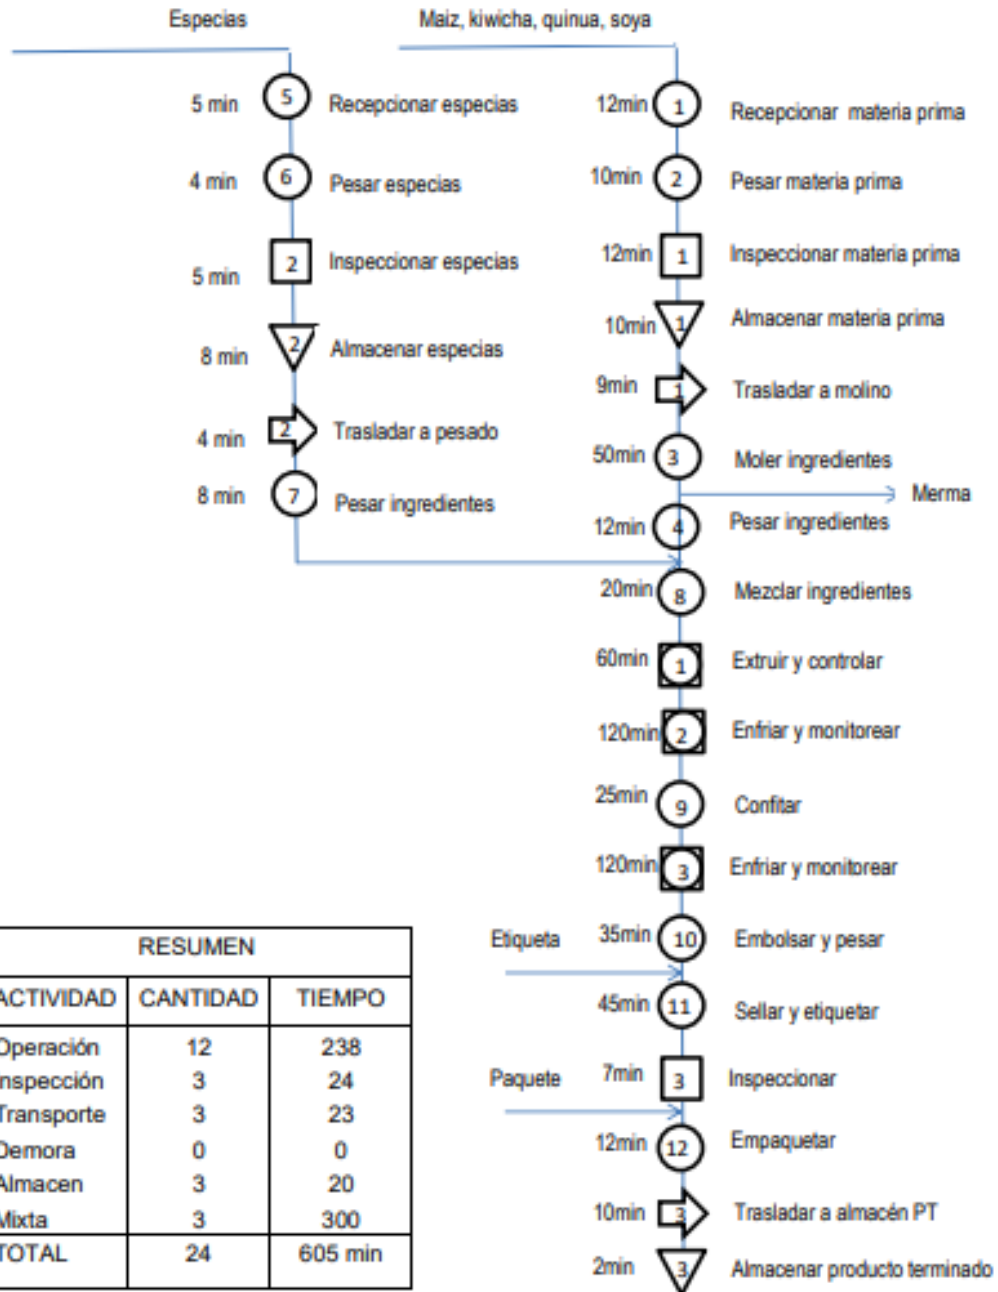 Especias
5 min 5 Recepcionar especias
4 min 6 Pesar especias
5 min 2 Inspeccionar especias
8 min 2 Almacenar especias
4 min 2 Trasladar a pesado
8 min 7 Pesar ingredientes
Maiz, kiwicha, quinua, soya
12min 1 Recepcionar materia prima
10min 2 Pesar materia prima
12min 1 Inspeccionar materia prima
10min 1 Almacenar materia prima
9min 1 Trasladar a molino
50min 3 Moler ingredientes
Merma
12min 4 Pesar ingredientes
20min 8 Mezclar ingredientes
60min 1 Extruir y controlar
120min 2 Enfriar y monitorear
25min 9 Confitar
120min 3 Enfriar y monitorear
35min 10 Embolsar y pesar
Etiqueta
45min 11 Sellar y etiquetar
7min 3 Inspeccionar
Paquete
12min 12 Empaquetar
10min 3 Trasladar a almacén PT
2min 3 Almacenar producto terminado
RESUMEN
ACTIVIDAD CANTIDAD TIEMPO
Operación 12 238
Inspección 3 24
Transporte 3 23
Demora 0 0
Almacen 3 20
Mixta 3 300
TOTAL 24 605 min